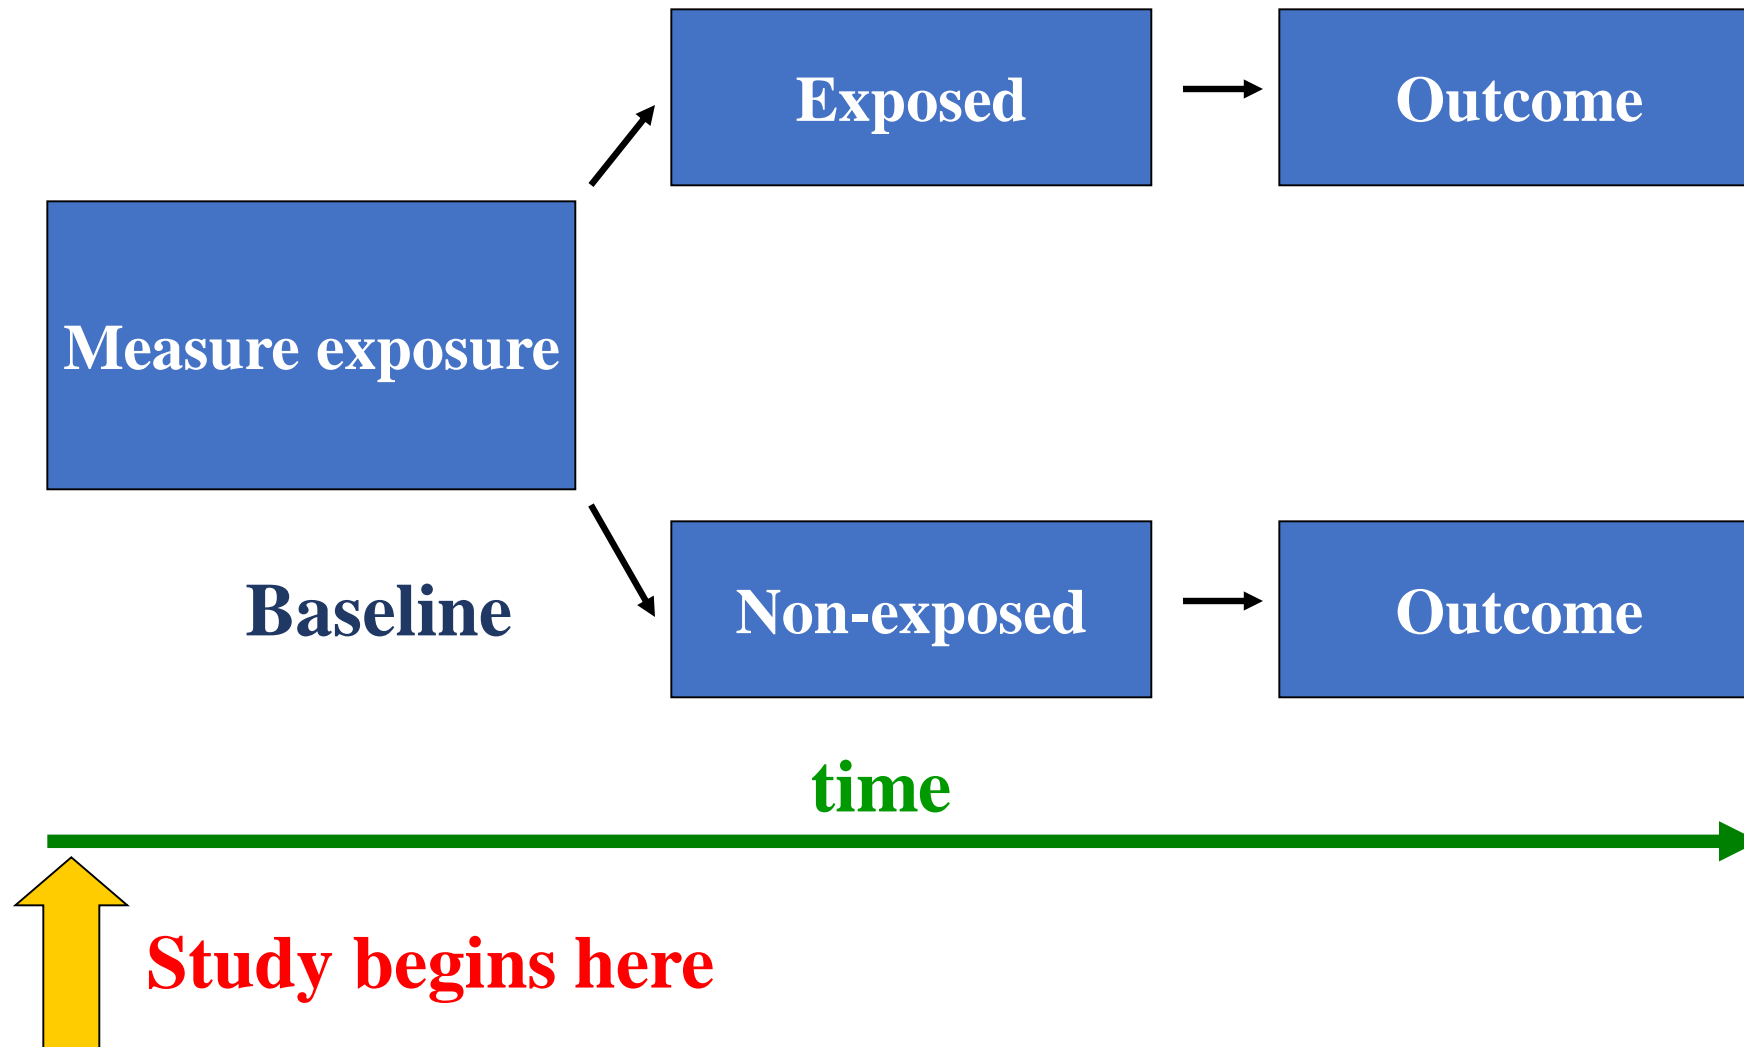 Exposed
Outcome
Measure exposure
Baseline
Non-exposed
Outcome
time
Study begins here